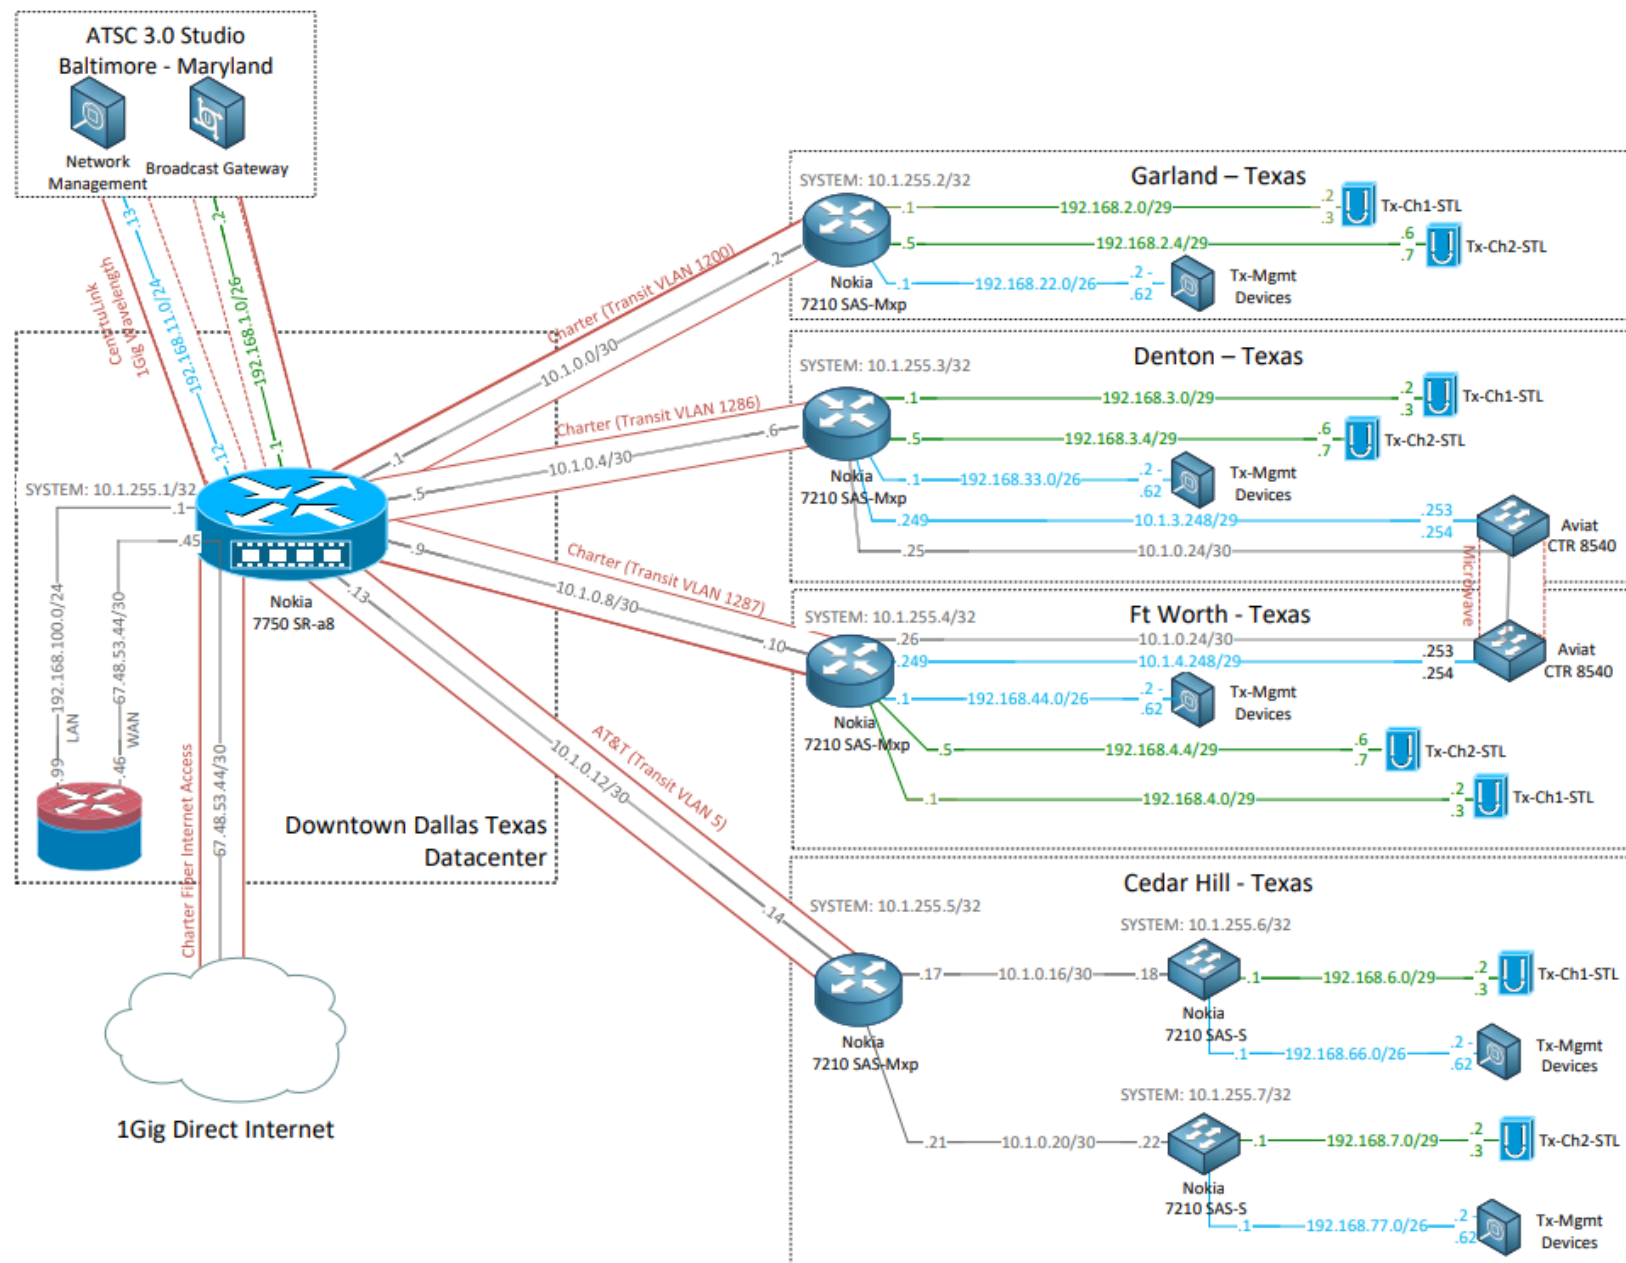 ATSC 3.0 Studio
Baltimore - Maryland
Network
Management
Broadcast Gateway
.13
.2
CenturyLink
1Gig Wavelength
192.168.11.0/24
192.168.1.0/26
.12
.1
SYSTEM: 10.1.255.1/32
.1
.45
Nokia
7750 SR-a8
192.168.100.0/24
LAN
.99
67.48.53.44/30
WAN
.46
Charter Fiber Internet Access
67.48.53.44/30
Downtown Dallas Texas
Datacenter
1Gig Direct Internet
Charter (Transit VLAN 1200)
.1
10.1.0.0/30
.2
Charter (Transit VLAN 1286)
.5
10.1.0.4/30
.6
Charter (Transit VLAN 1287)
.9
10.1.0.8/30
.10
AT&T (Transit VLAN 5)
.13
10.1.0.12/30
.14
Garland – Texas
SYSTEM: 10.1.255.2/32
Nokia
7210 SAS-Mxp
.1
192.168.2.0/29
.2
.3
Tx-Ch1-STL
.5
192.168.2.4/29
.6
.7
Tx-Ch2-STL
.1
192.168.22.0/26
.2 -
.62
Tx-Mgmt
Devices
Denton – Texas
SYSTEM: 10.1.255.3/32
Nokia
7210 SAS-Mxp
.1
192.168.3.0/29
.2
.3
Tx-Ch1-STL
.5
192.168.3.4/29
.6
.7
Tx-Ch2-STL
.1
192.168.33.0/26
.2 -
.62
Tx-Mgmt
Devices
.249
10.1.3.248/29
.253
.254
Aviat
CTR 8540
.25
10.1.0.24/30
Microwave
Ft Worth - Texas
SYSTEM: 10.1.255.4/32
Nokia
7210 SAS-Mxp
.26
10.1.0.24/30
.249
10.1.4.248/29
.253
.254
Aviat
CTR 8540
.1
192.168.44.0/26
.2 -
.62
Tx-Mgmt
Devices
.5
192.168.4.4/29
.6
.7
Tx-Ch2-STL
.1
192.168.4.0/29
.2
.3
Tx-Ch1-STL
Cedar Hill - Texas
SYSTEM: 10.1.255.5/32
Nokia
7210 SAS-Mxp
SYSTEM: 10.1.255.6/32
.17
10.1.0.16/30
.18
Nokia
7210 SAS-S
.1
192.168.6.0/29
.2
.3
Tx-Ch1-STL
.1
192.168.66.0/26
.2 -
.62
Tx-Mgmt
Devices
SYSTEM: 10.1.255.7/32
.21
10.1.0.20/30
.22
Nokia
7210 SAS-S
.1
192.168.7.0/29
.2
.3
Tx-Ch2-STL
.1
192.168.77.0/26
.2 -
.62
Tx-Mgmt
Devices